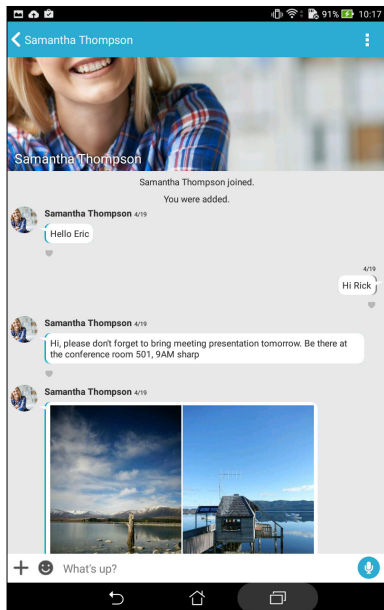 91% 10:17
Samantha Thompson
Samantha Thompson
Samantha Thompson joined.
You were added.
Samantha Thompson 4/19
Hello Eric
4/19
Hi Rick
Samantha Thompson 4/19
Hi, please don't forget to bring meeting presentation tomorrow. Be there at
the conference room 501, 9AM sharp
Samantha Thompson 4/19
What's up?